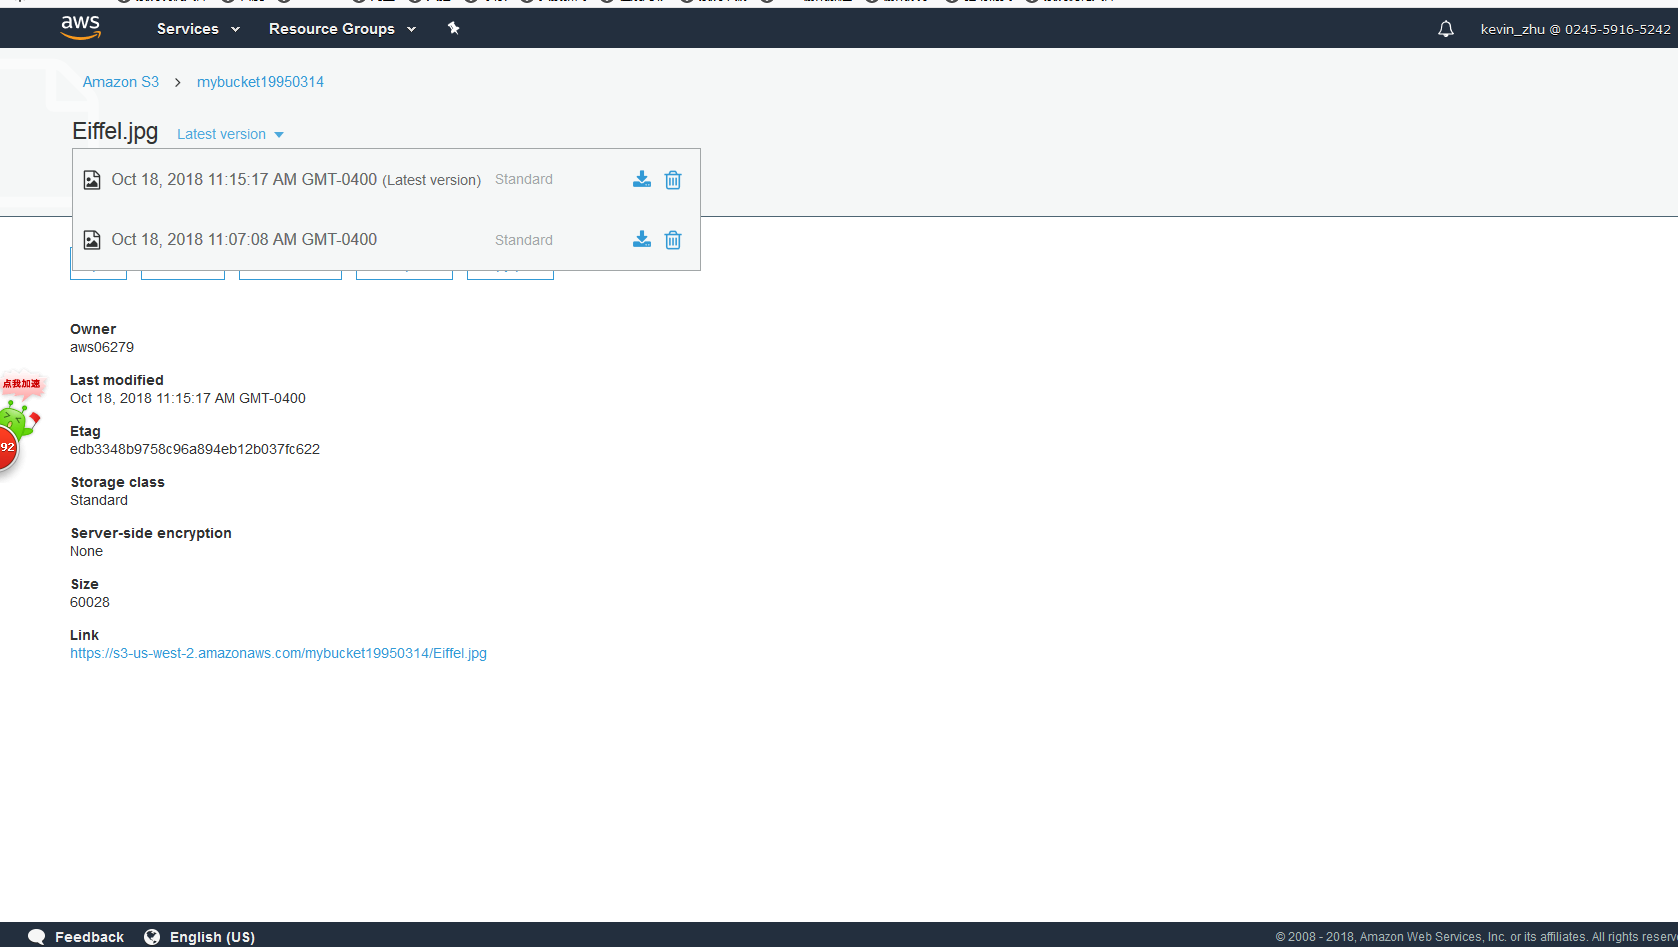 aws
Services
Resource Groups
kevin_zhu @ 0245-5916-5242
Amazon S3 > mybucket19950314
Eiffel.jpg Latest version
Oct 18, 2018 11:15:17 AM GMT-0400 (Latest version) Standard
Oct 18, 2018 11:07:08 AM GMT-0400 Standard
Owner
aws06279
Last modified
Oct 18, 2018 11:15:17 AM GMT-0400
点我加速
92
Etag
edb3348b9758c96a894eb12b037fc622
Storage class
Standard
Server-side encryption
None
Size
60028
Link
https://s3-us-west-2.amazonaws.com/mybucket19950314/Eiffel.jpg
Feedback
English (US)
© 2008 - 2018, Amazon Web Services, Inc. or its affiliates. All rights reserv